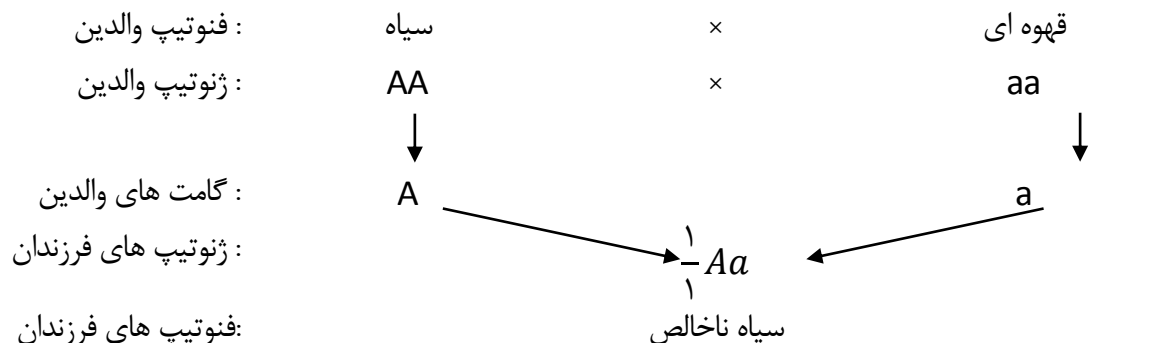 فنوتیپ والدین : سیاه × قهوه ای
ژنوتیپ والدین : AA × aa
گامت های والدین : A a
ژنوتیپ های فرزندان : ۱/۱ Aa
فنوتیپ های فرزندان: سیاه ناخالص